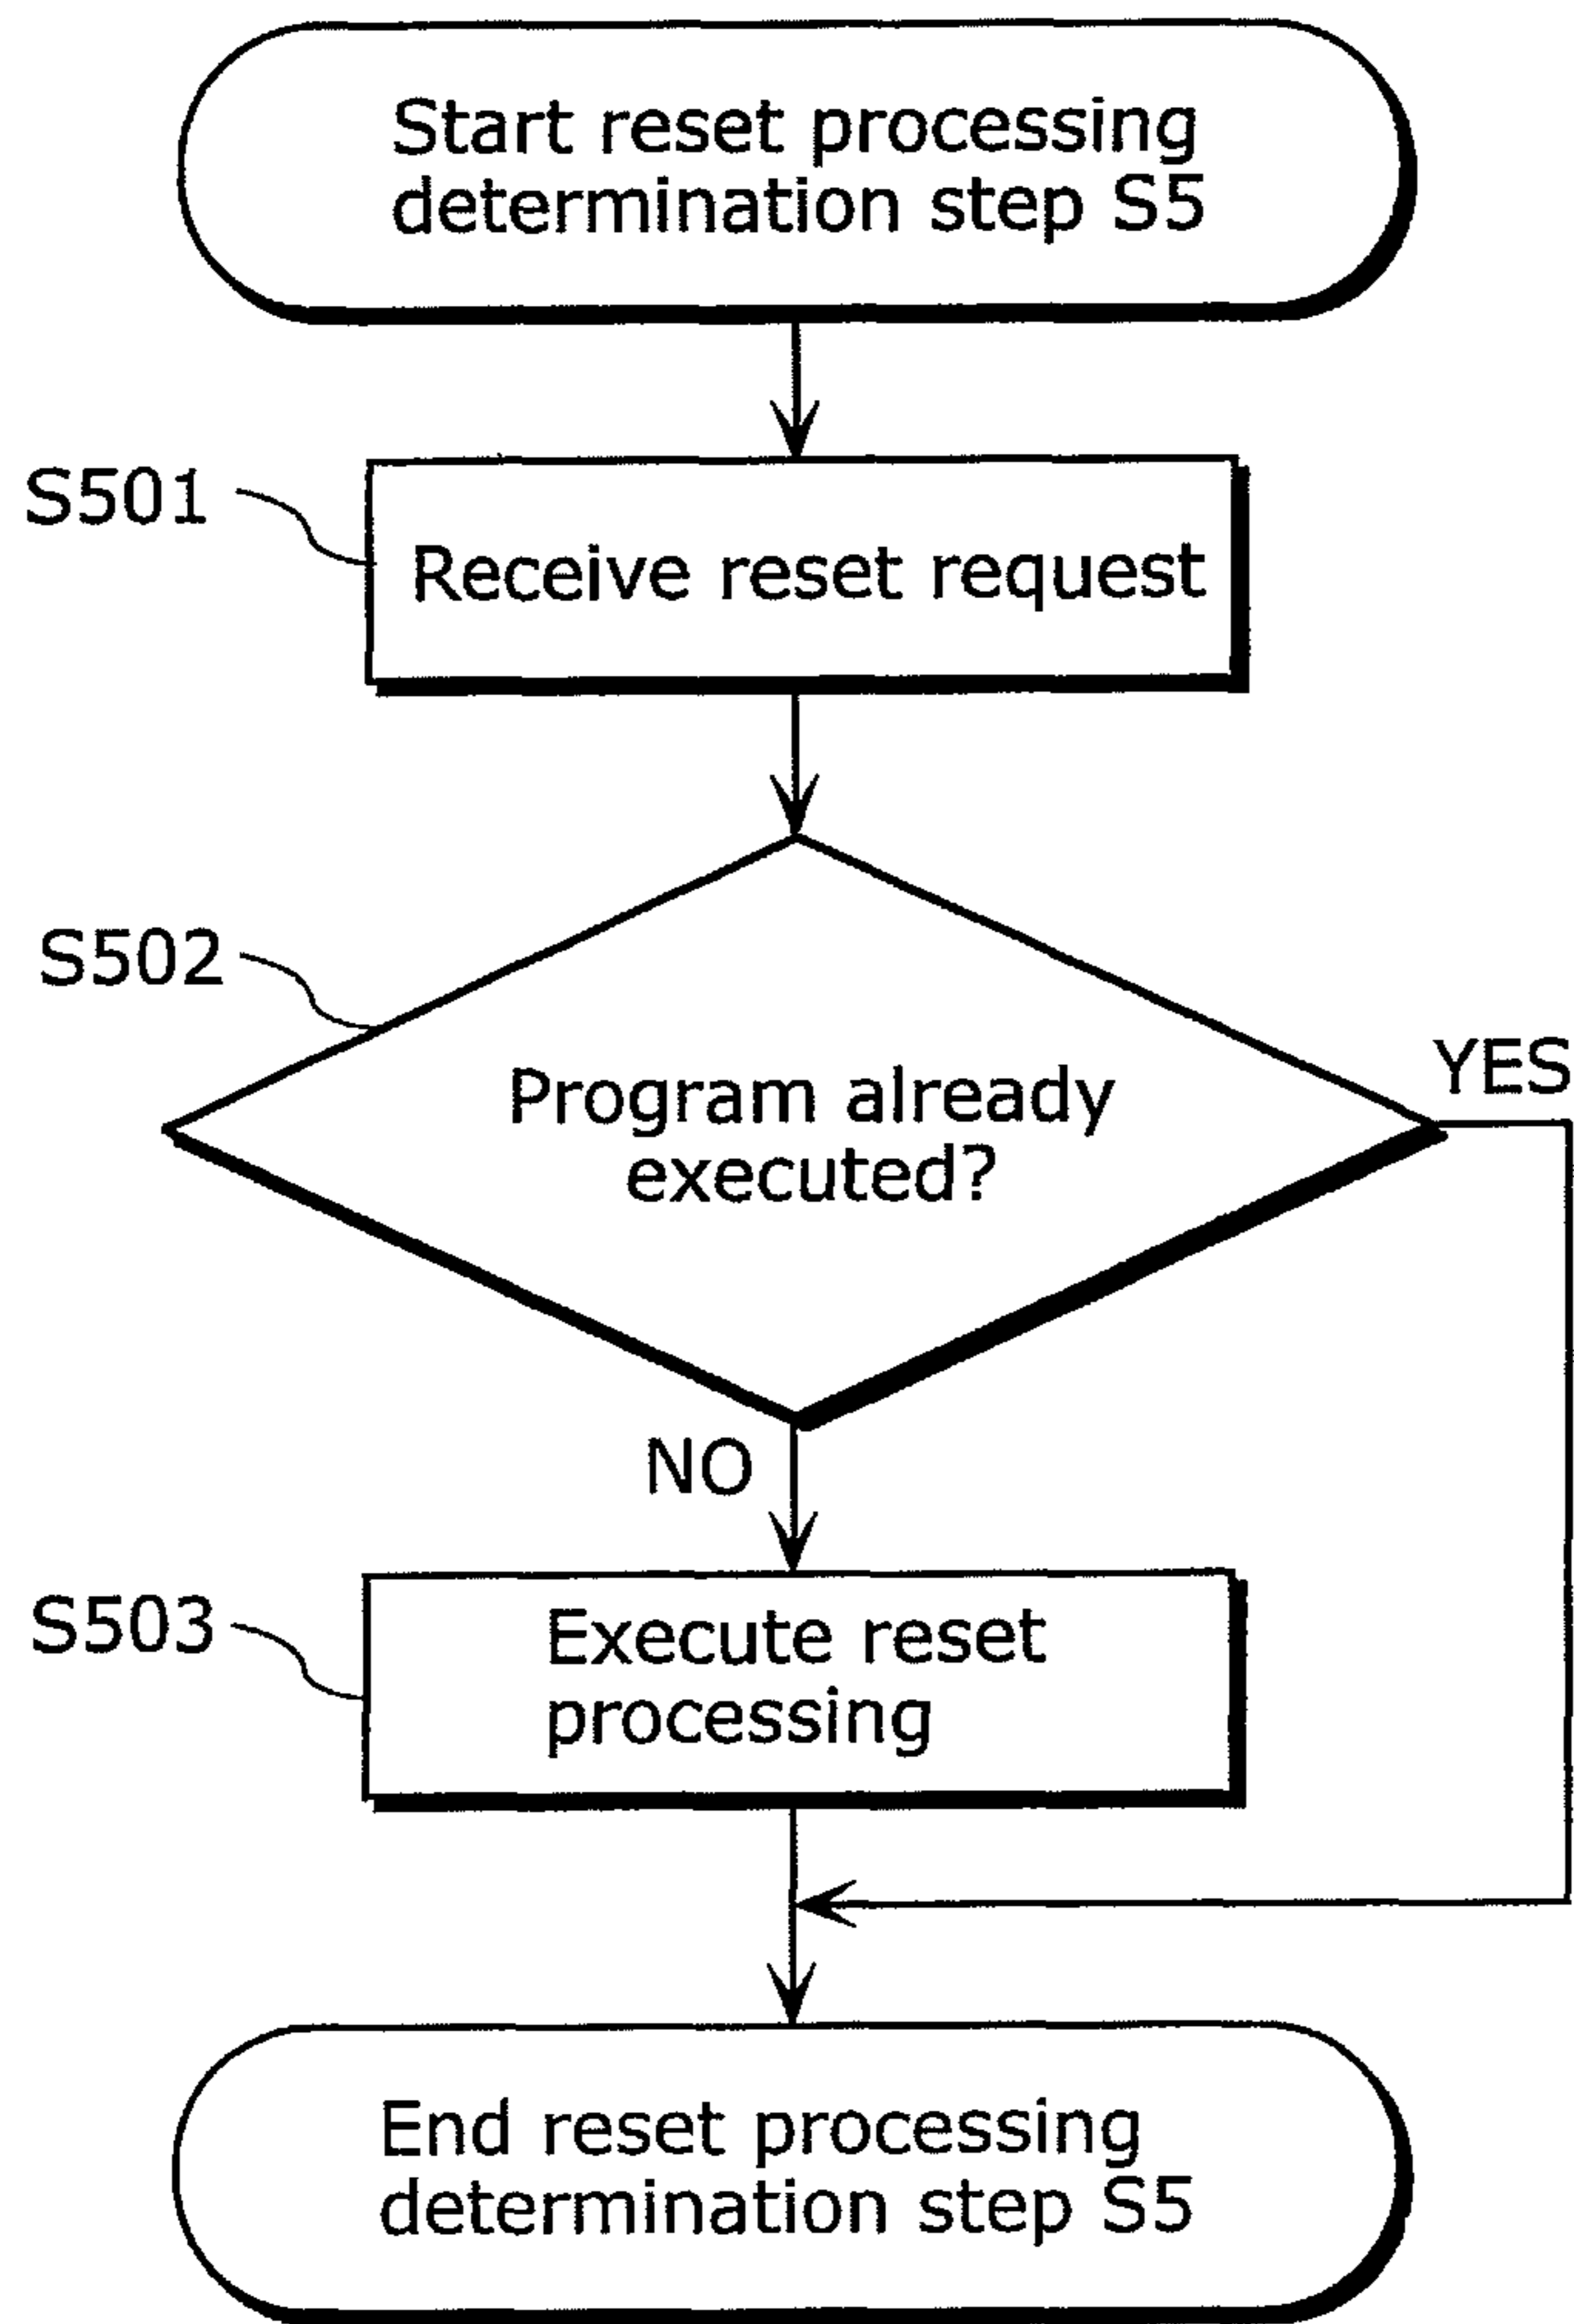 Start reset processing
determination step S5
S501
Receive reset request
S502
Program already
executed?
YES
NO
S503
Execute reset
processing
End reset processing
determination step S5